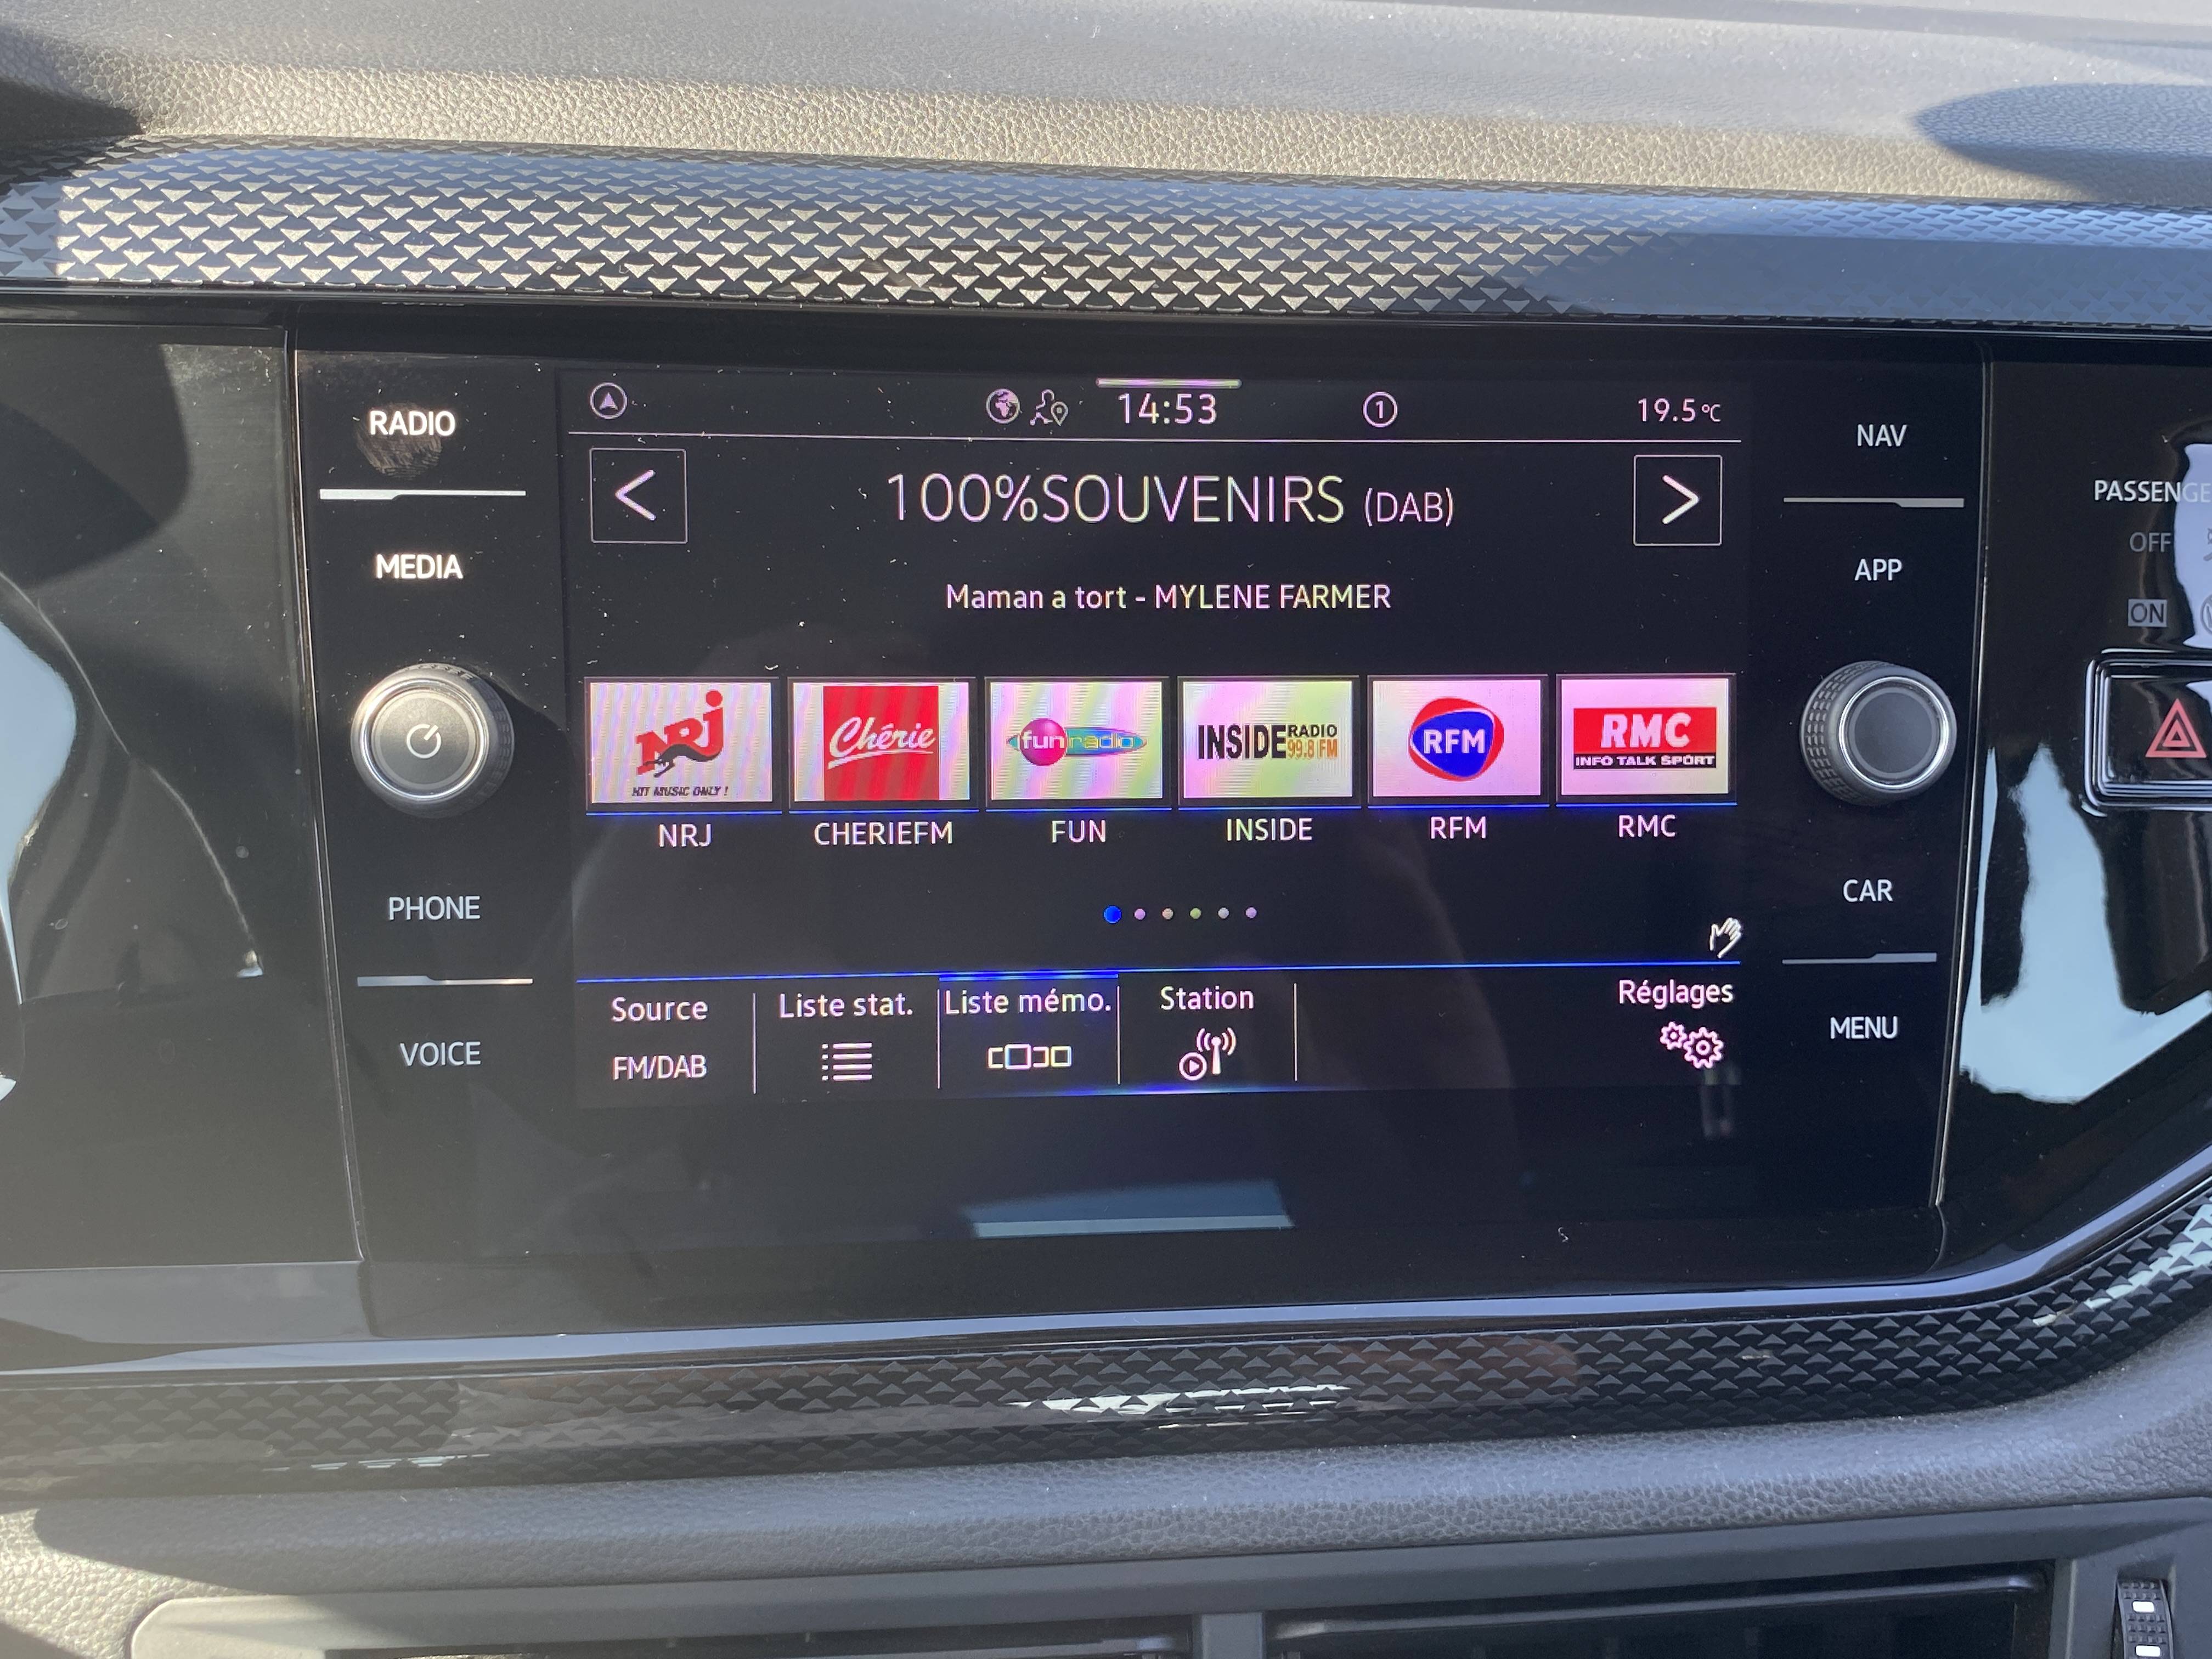 RADIO
MEDIA
PHONE
VOICE
14:53
1
19.5°C
100%SOUVENIRS (DAB)
Maman a tort - MYLENE FARMER
NRJ
HIT MUSIC ONLY !
Chérie
fun radio
INSIDE RADIO
99.8 FM
RFM
RMC
INFO TALK SPORT
NRJ
CHERIEFM
FUN
INSIDE
RFM
RMC
Source
FM/DAB
Liste stat.
Liste mémo.
Station
Réglages
NAV
APP
CAR
MENU
PASSENGE
OFF
ON